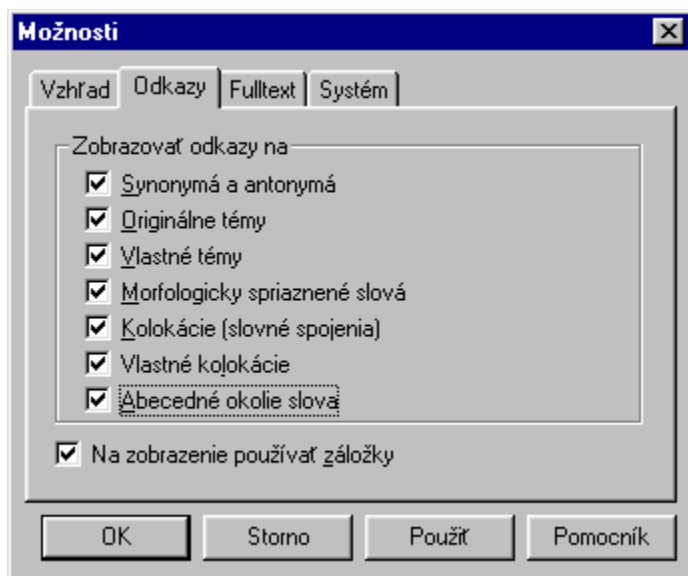 Možnosti
Vzhľad Odkazy Fulltext Systém
Zobrazovať odkazy na
Synonymá a antonymá
Originálne témy
Vlastné témy
Morfologicky spriaznené slová
Kolokácie (slovné spojenia)
Vlastné kolokácie
Abecedné okolie slova
Na zobrazenie používať záložky
OK Storno Použiť Pomocník